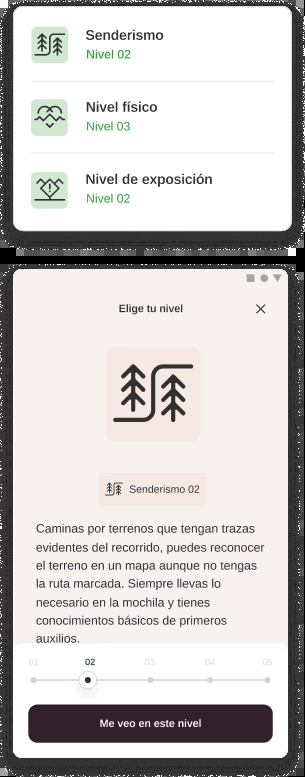 Senderismo
Nivel 02
Nivel físico
Nivel 03
Nivel de exposición
Nivel 02
Elige tu nivel
Senderismo 02
Caminas por terrenos que tengan trazas
evidentes del recorrido, puedes reconocer
el terreno en un mapa aunque no tengas
la ruta marcada. Siempre llevas lo
necesario en la mochila y tienes
conocimientos básicos de primeros
auxilios.
01 02 03 04 05
Me veo en este nivel